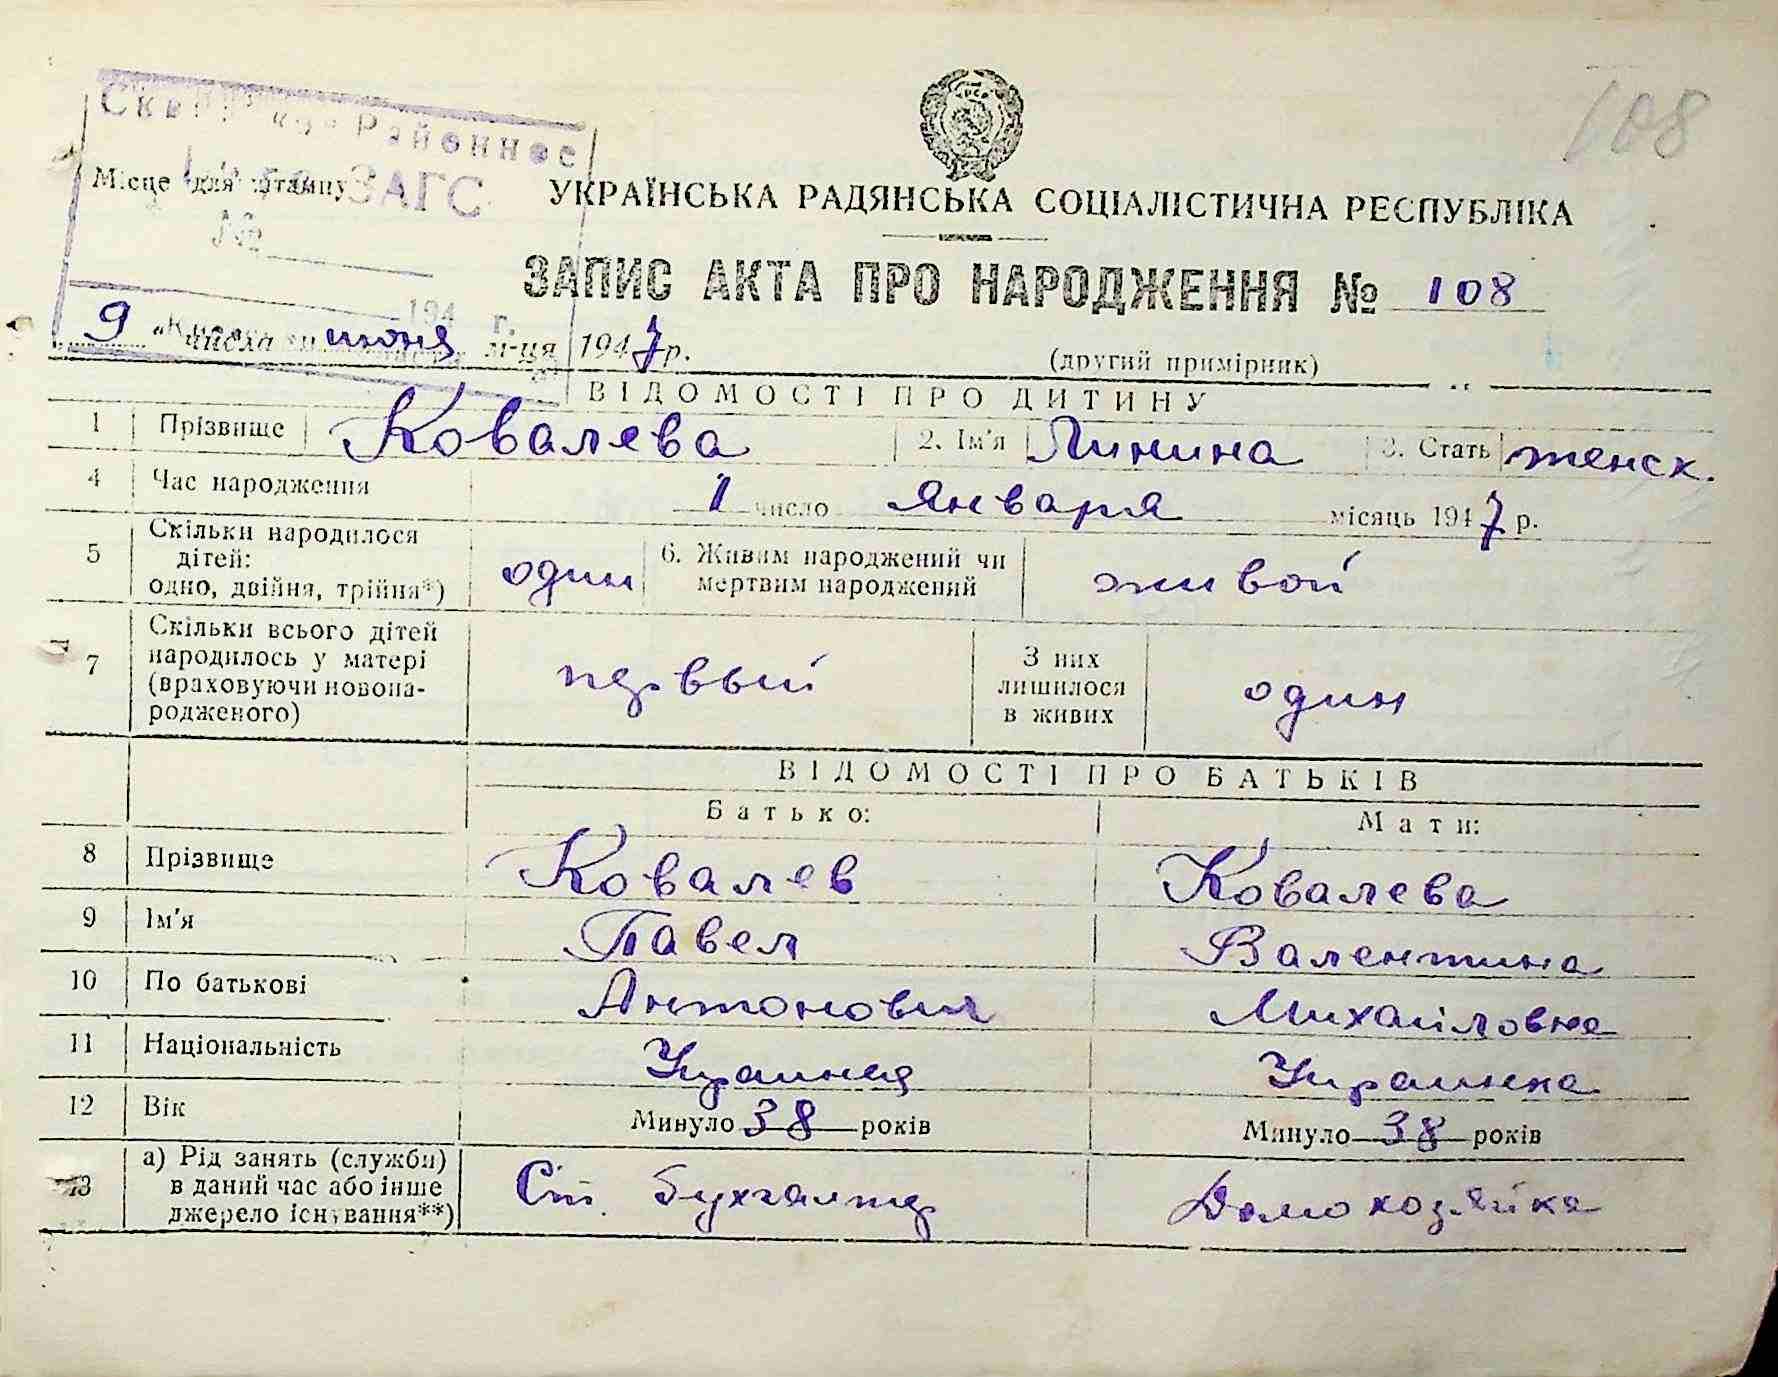 108
Районное
ЗАГС
Місце для штампу
№
194 г.
УКРАЇНСЬКА РАДЯНСЬКА СОЦІАЛІСТИЧНА РЕСПУБЛІКА
ЗАПИС АКТА ПРО НАРОДЖЕННЯ № 108
9 числа июня м-ця 1947 р.
(другий примірник)
ВІДОМОСТІ ПРО ДИТИНУ
1 Прізвище Ковалева 2. Ім'я 3. Стать женск.
4 Час народження 1 число января місяць 1947 р.
5 Скільки народилося дітей: одно, двійня, трійня*) один 6. Живим народжений чи мертвим народжений живой
7 Скільки всього дітей народилось у матері (враховуючи новонародженого) первый З них лишилося в живих один
ВІДОМОСТІ ПРО БАТЬКІВ
Батько: Мати:
8 Прізвище Ковалев Ковалева
9 Ім'я Павел Валентина
10 По батькові Антонович Михайловна
11 Національність Украинец Украинка
12 Вік Минуло 38 років Минуло 38 років
13 а) Рід занять (служби) в даний час або інше джерело існування**) Ст. бухгалтер Домохозяйка